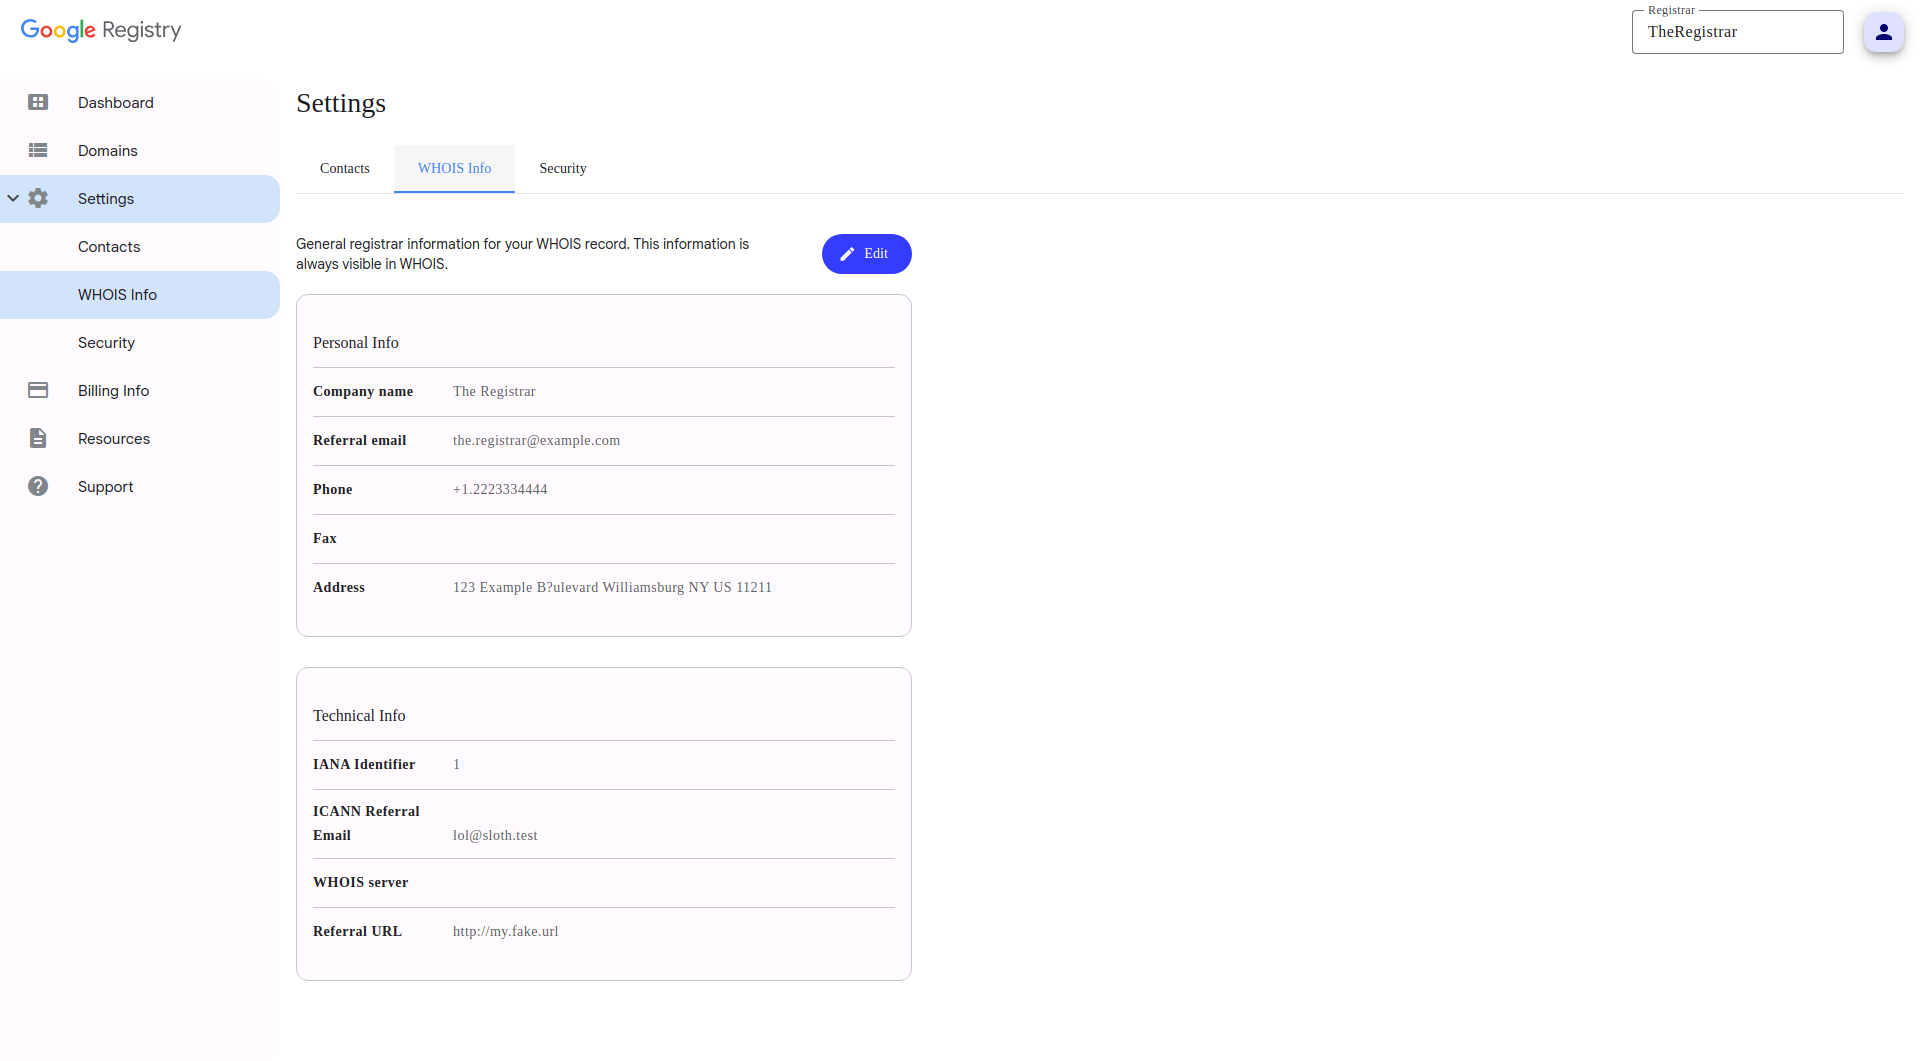 Google Registry
Registrar
TheRegistrar
Dashboard
Domains
Settings
Contacts
WHOIS Info
Security
Billing Info
Resources
Support
Settings
Contacts
WHOIS Info
Security
General registrar information for your WHOIS record. This information is
always visible in WHOIS.
Edit
Personal Info
Company name The Registrar
Referral email the.registrar@example.com
Phone +1.2223334444
Fax
Address 123 Example B?ulevard Williamsburg NY US 11211
Technical Info
IANA Identifier 1
ICANN Referral
Email lol@sloth.test
WHOIS server
Referral URL http://my.fake.url